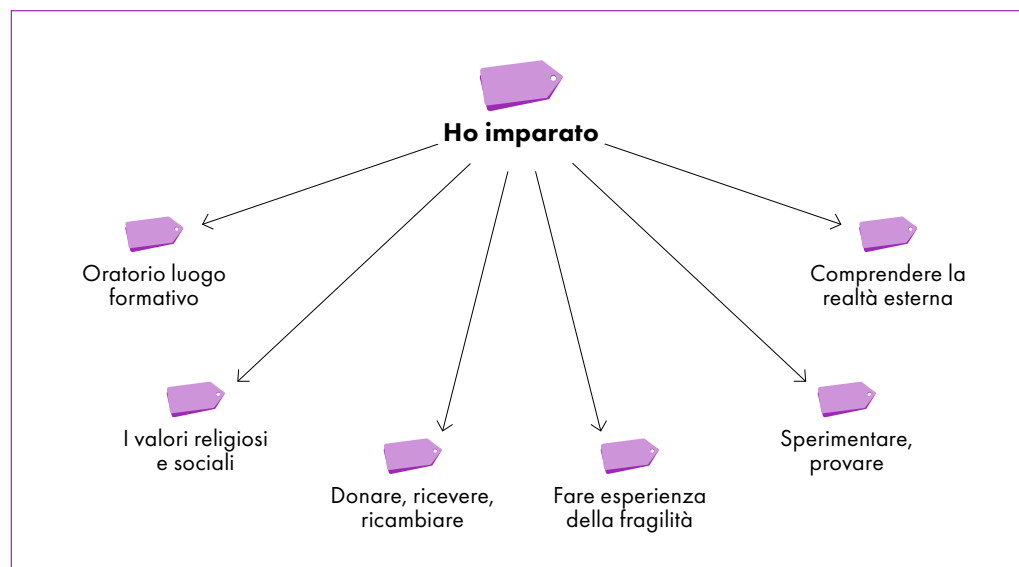 Ho imparato
Oratorio luogo
formativo
Comprendere la
realtà esterna
I valori religiosi
e sociali
Sperimentare,
provare
Donare, ricevere,
ricambiare
Fare esperienza
della fragilità